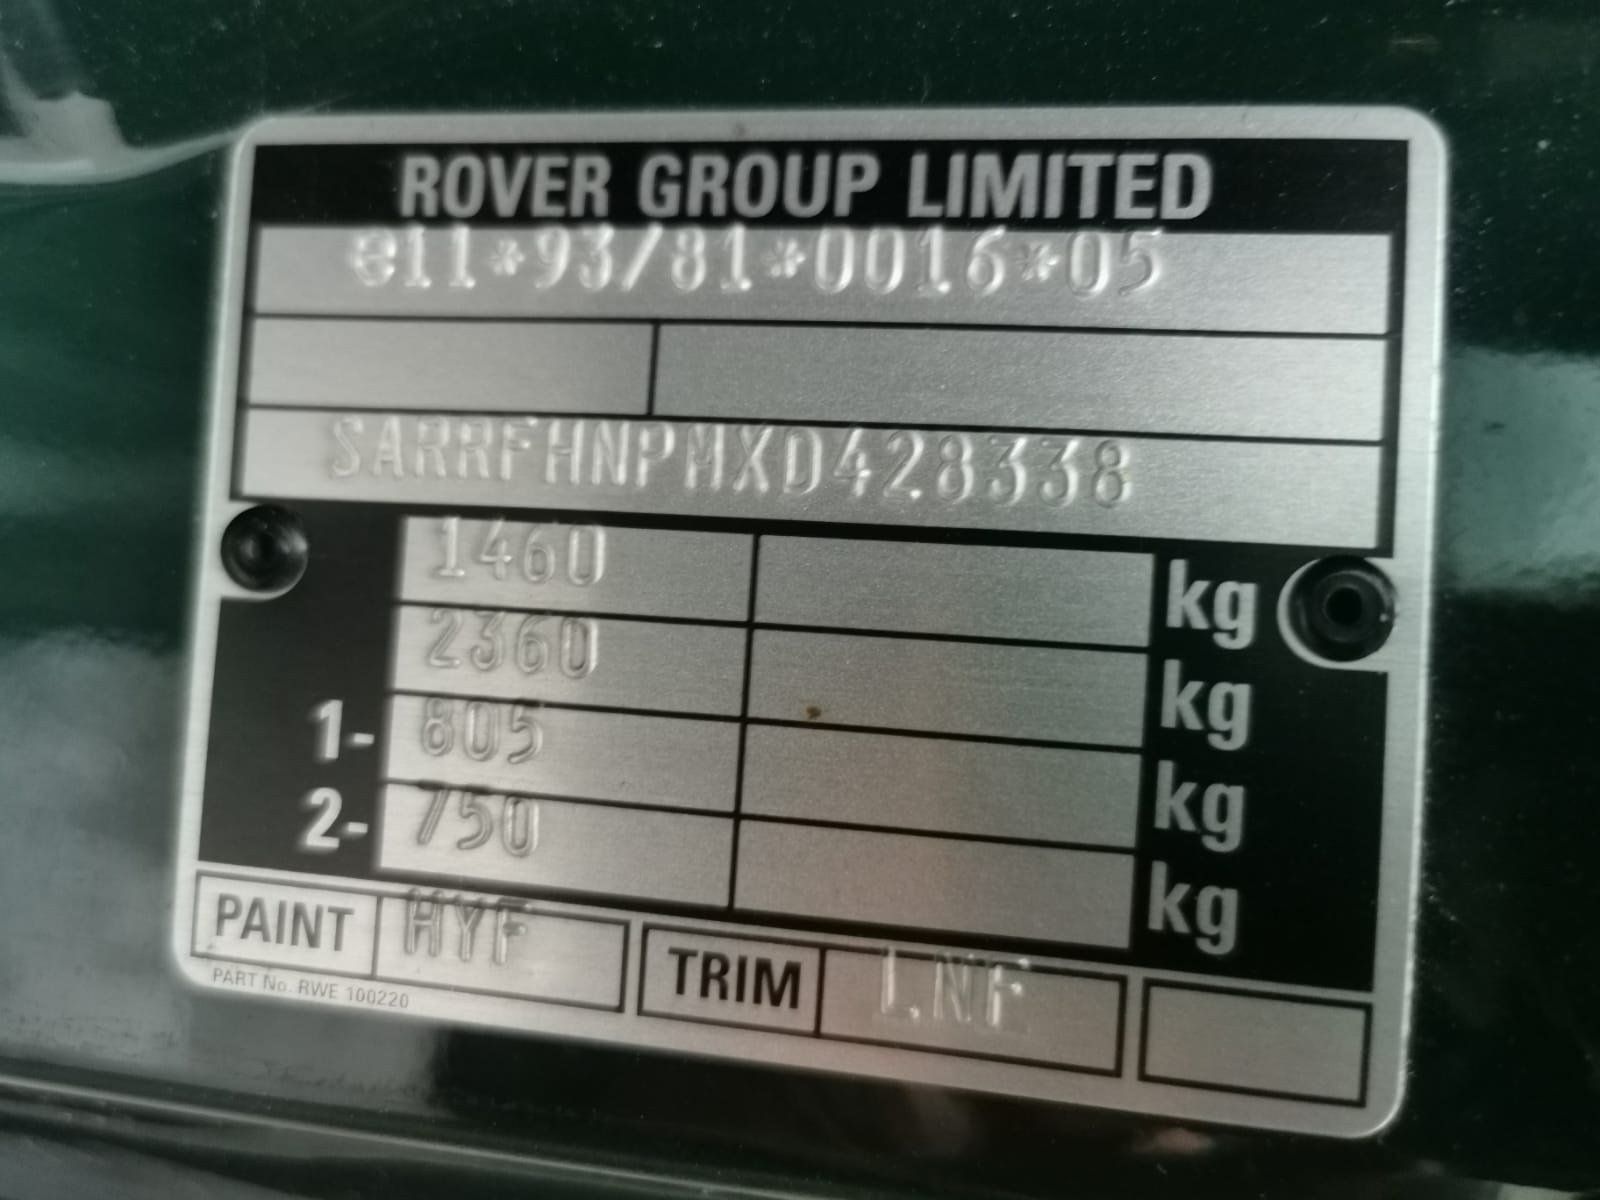 ROVER GROUP LIMITED
e11*93/81*0016*05
SARRFHNPMXD428338
1460 kg
2360 kg
1- 805 kg
2- 750 kg
PAINT HYF TRIM LNF
PART No. RWE 100220